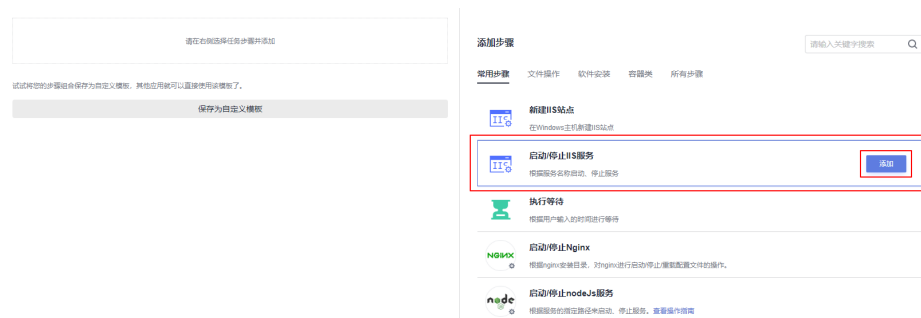 请在右侧选择任务步骤并添加
试试将您的步骤组合保存为自定义模板，其他应用就可以直接使用该模板了。
保存为自定义模板
添加步骤
请输入关键字搜索
常用步骤 文件操作 软件安装 容器类 所有步骤
IIS
新建IIS站点
在Windows主机新建IIS站点
IIS
启动/停止IIS服务
根据服务名称启动、停止服务
添加
执行等待
根据用户输入的时间进行等待
NGINX
启动/停止Nginx
根据nginx安装目录，对nginx进行启动/停止/重载配置文件的操作。
node
启动/停止nodeJs服务
根据服务的指定路径来启动、停止服务。查看操作指南